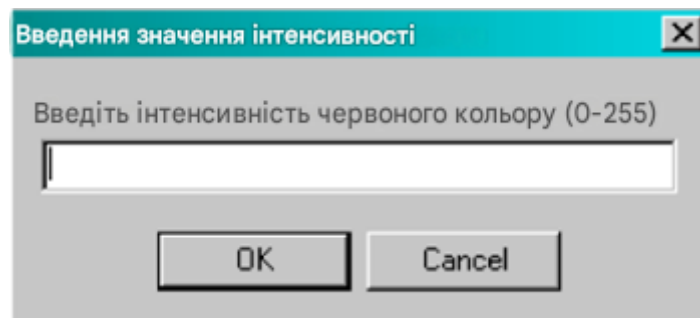 Введення значення інтенсивності
Введіть інтенсивність червоного кольору (0-255)
OK
Cancel